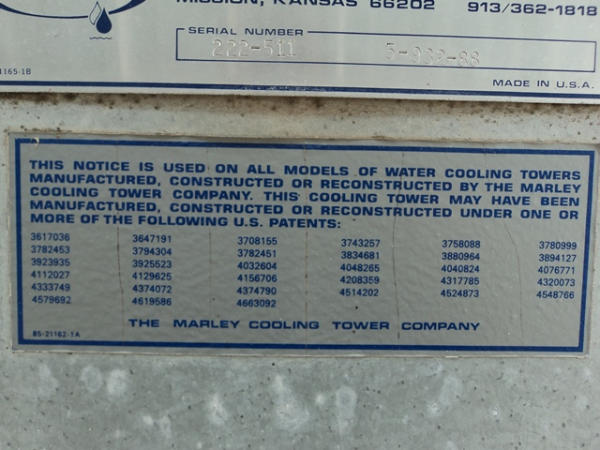 MISSION, KANSAS 66202 913/362-1818
SERIAL NUMBER
222-511 5-932-88
1165-1B
MADE IN U.S.A.
THIS NOTICE IS USED ON ALL MODELS OF WATER COOLING TOWERS
MANUFACTURED, CONSTRUCTED OR RECONSTRUCTED BY THE MARLEY
COOLING TOWER COMPANY. THIS COOLING TOWER MAY HAVE BEEN
MANUFACTURED, CONSTRUCTED OR RECONSTRUCTED UNDER ONE OR
MORE OF THE FOLLOWING U.S. PATENTS:
3617036 3647191 3708155 3743257 3758088 3780999
3782453 3794304 3782451 3834681 3880964 3894127
3923935 3925523 4032604 4048265 4040824 4076771
4112027 4129625 4156706 4208359 4317785 4320073
4333749 4374072 4374790 4514202 4524873 4548766
4579692 4619586 4663092
THE MARLEY COOLING TOWER COMPANY
85-21162-1A